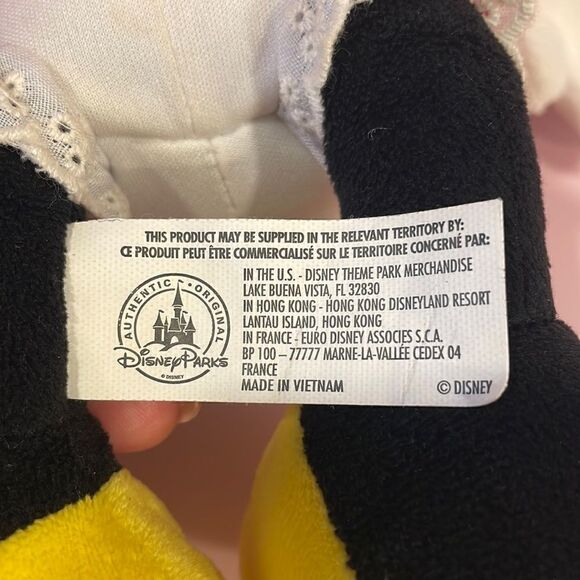 THIS PRODUCT MAY BE SUPPLIED IN THE RELEVANT TERRITORY BY:
CE PRODUIT PEUT ÊTRE COMMERCIALISÉ SUR LE TERRITOIRE CONCERNÉ PAR:
IN THE U.S. - DISNEY THEME PARK MERCHANDISE
LAKE BUENA VISTA, FL 32830
IN HONG KONG - HONG KONG DISNEYLAND RESORT
LANTAU ISLAND, HONG KONG
IN FRANCE - EURO DISNEY ASSOCIES S.C.A.
BP 100 – 77777 MARNE-LA-VALLÉE CEDEX 04
FRANCE
MADE IN VIETNAM
© DISNEY
AUTHENTIC • ORIGINAL
DISNEY PARKS
© DISNEY